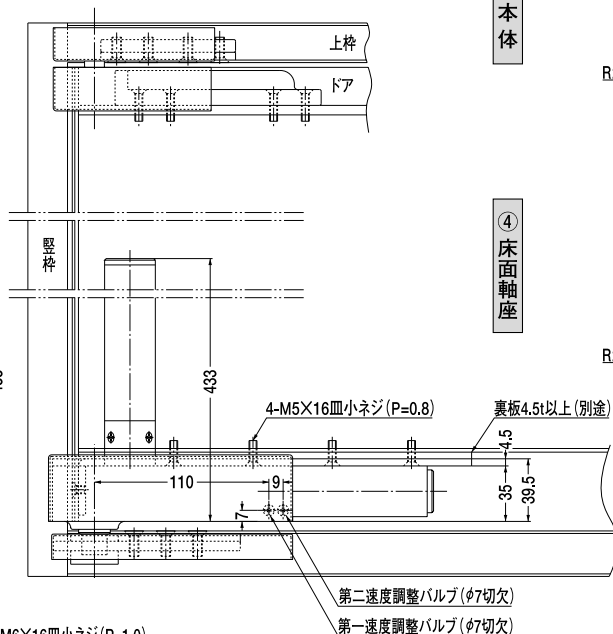 本体
上枠
ドア
R
竪枠
④床面軸座
R
433
4-M5×16皿小ネジ(P=0.8)
裏板4.5t以上(別途)
4.5
110
9
35
39.5
7
第二速度調整バルブ(φ7切欠)
第一速度調整バルブ(φ7切欠)